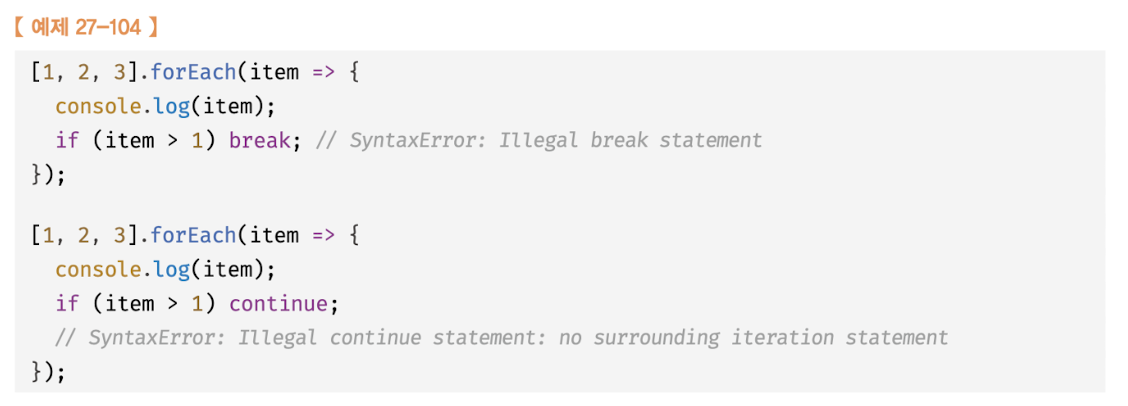 【 예제 27-104 】
[1, 2, 3].forEach(item => {
  console.log(item);
  if (item > 1) break; // SyntaxError: Illegal break statement
});

[1, 2, 3].forEach(item => {
  console.log(item);
  if (item > 1) continue;
  // SyntaxError: Illegal continue statement: no surrounding iteration statement
});